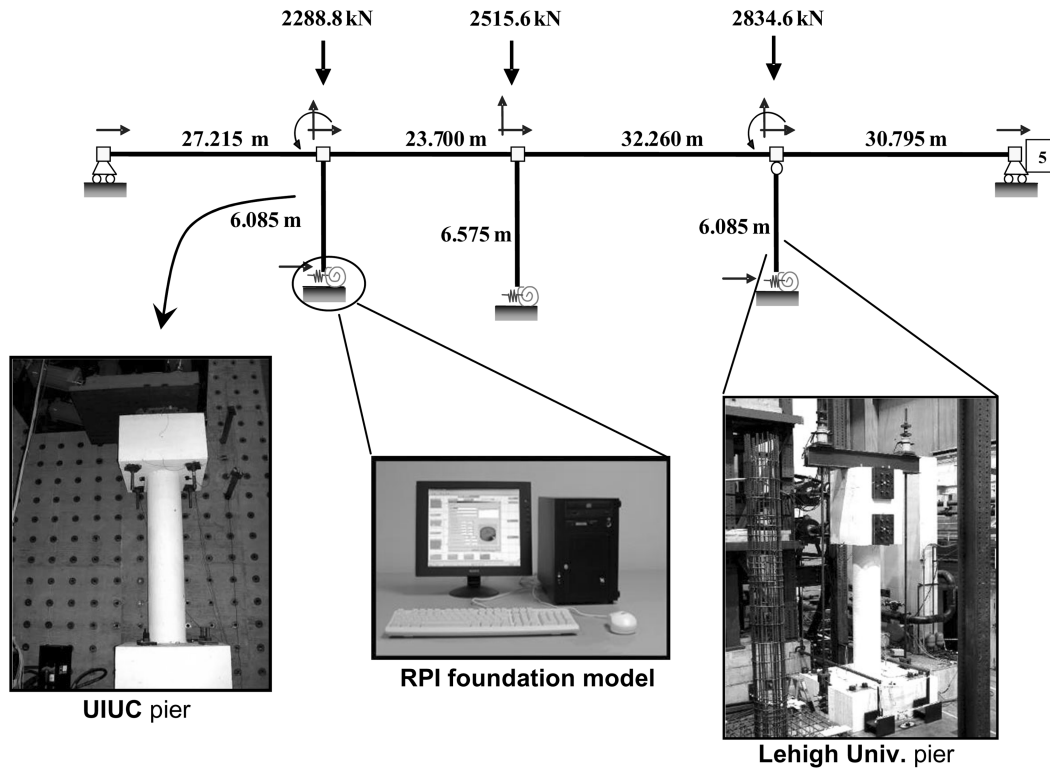 2288.8 kN
2515.6 kN
2834.6 kN
27.215 m
23.700 m
32.260 m
30.795 m
5
6.085 m
6.575 m
6.085 m
UIUC pier
RPI foundation model
Lehigh Univ. pier